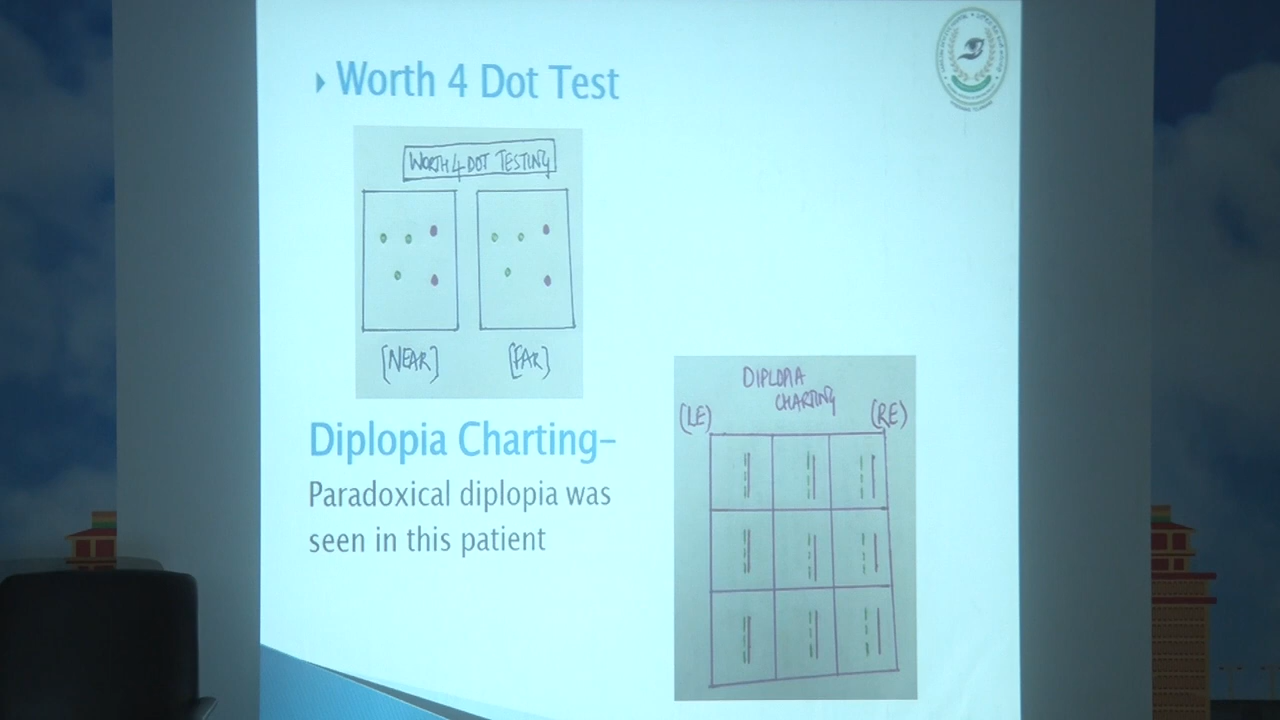 Worth 4 Dot Test
WORTH 4 DOT TESTING
[NEAR]
[FAR]
Diplopia Charting-
Paradoxical diplopia was
seen in this patient
DIPLOPIA
CHARTING
(LE)
(RE)